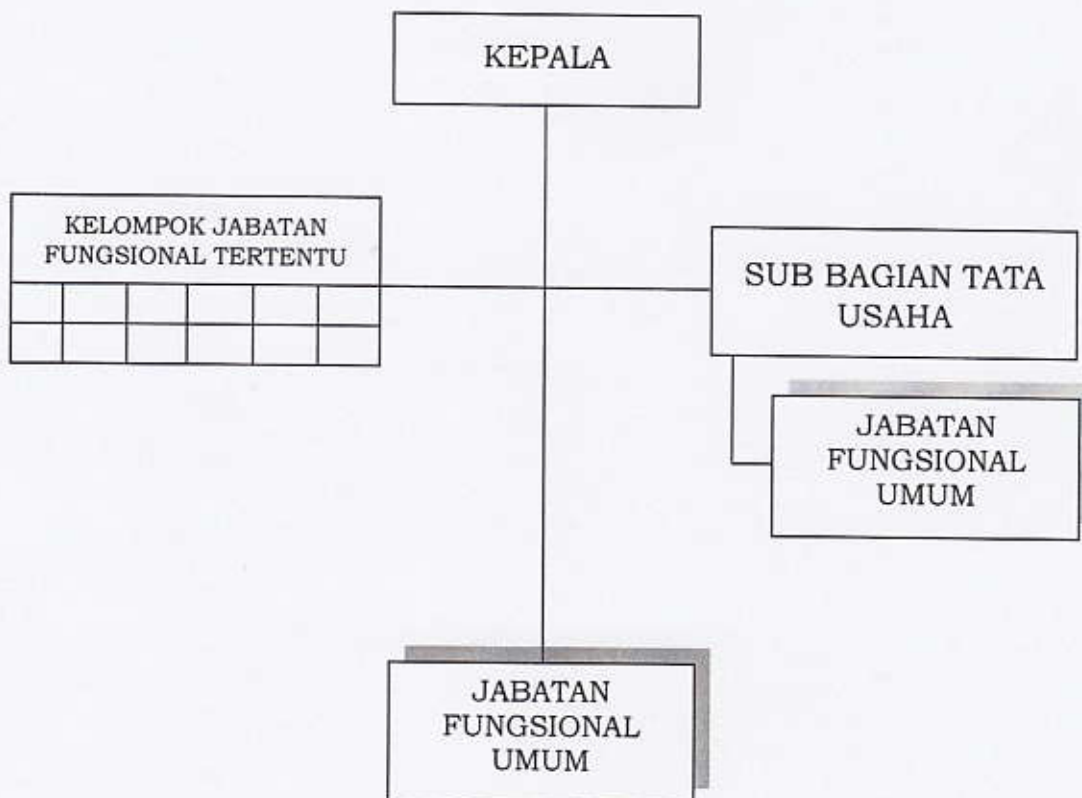 KEPALA
KELOMPOK JABATAN
FUNGSIONAL TERTENTU
SUB BAGIAN TATA
USAHA
JABATAN
FUNGSIONAL
UMUM
JABATAN
FUNGSIONAL
UMUM